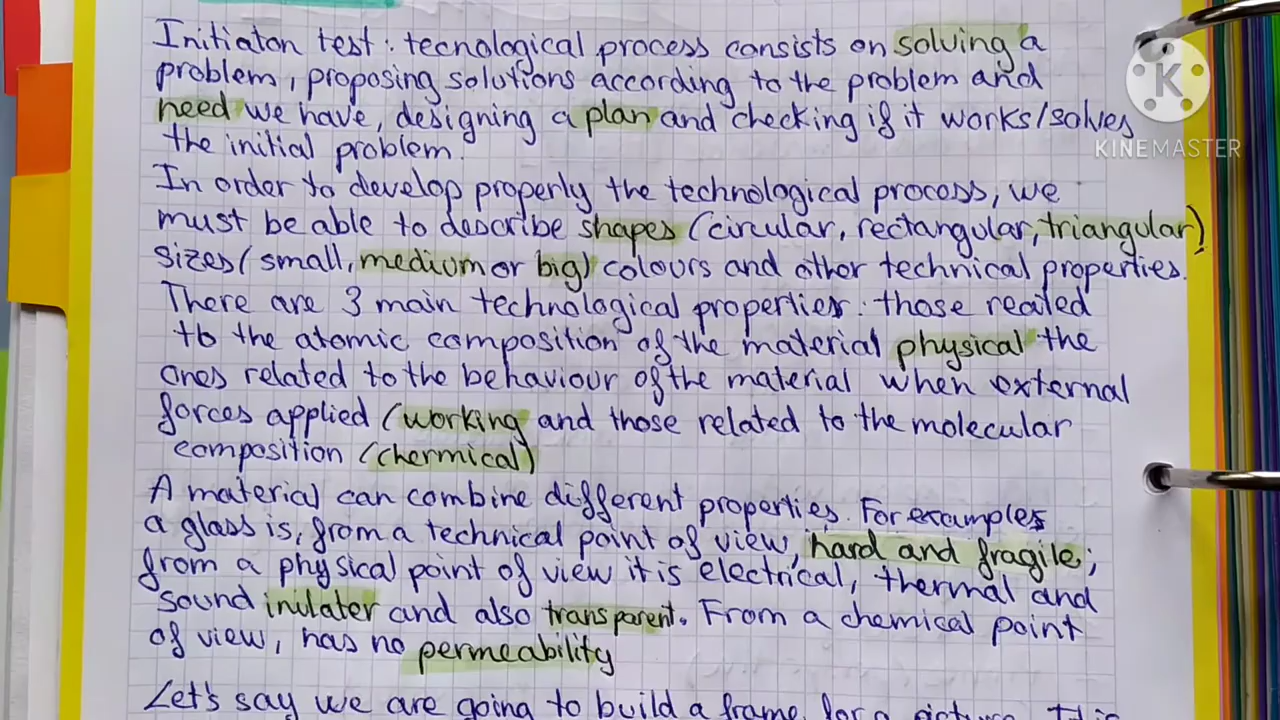 Initiaton test: tecnological process consists on solving a
problem, proposing solutions according to the problem and
need we have, designing a plan and checking if it works/solves
the initial problem.
In order to develop properly the technological process, we
must be able to describe shapes (circular, rectangular, triangular)
sizes (small, medium or big) colours and other technical properties.
There are 3 main technological properties: those realted
to the atomic composition of the material physical the
ones related to the behaviour of the material when external
forces applied (working and those related to the molecular
composition (chermical)
A material can combine different properties. For examples
a glass is, from a technical point of view, hard and fragile;
from a physical point of view it is electrical, thermal and
sound inulater and also transparent. From a chemical point
of view, has no permeability
Let's say we are going to build a frame for a picture. This
K
KINEMASTER